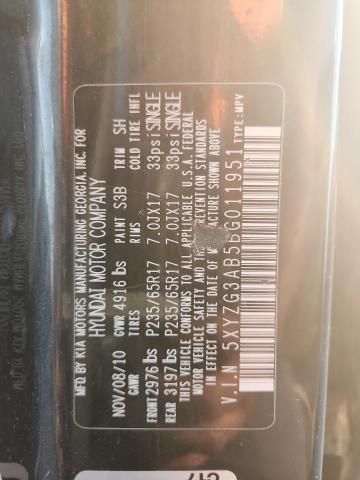 MFD BY KIA MOTORS MANUFACTURING GEORGIA, INC. FOR
HYUNDAI MOTOR COMPANY
NOV/08/10 GVWR 4916 lbs PAINT S3B TRIM SH
GAWR TIRES COLD TIRE INFL
FRONT 2976 lbs P235/65R17 7.0JX17 33psi SINGLE
REAR 3197 lbs P235/65R17 7.0JX17 33psi SINGLE
THIS VEHICLE CONFORMS TO ALL APPLICABLE U.S.A. FEDERAL
MOTOR VEHICLE SAFETY AND THEFT PREVENTION STANDARDS
IN EFFECT ON THE DATE OF MANUFACTURE SHOWN ABOVE
V.I.N 5XYZG3AB5BG011951 TYPE:MPV